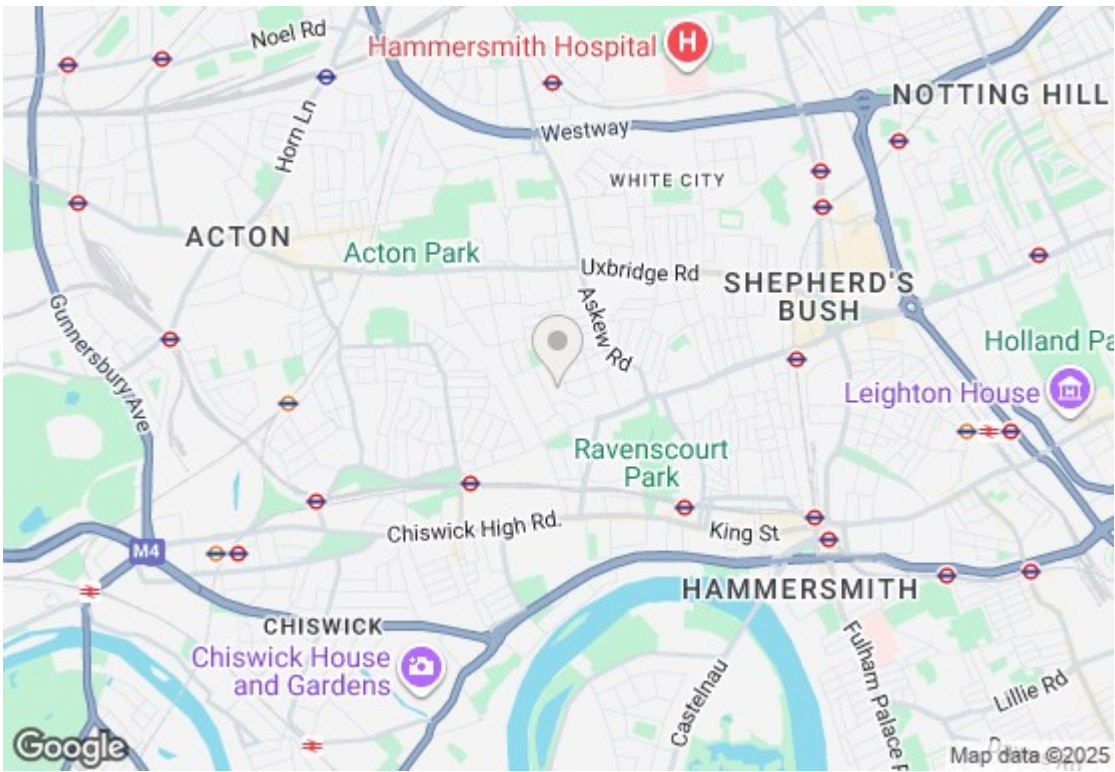 Noel Rd
Hammersmith Hospital
H
NOTTING HILL
Horn Ln
Westway
WHITE CITY
ACTON
Acton Park
Uxbridge Rd
SHEPHERD'S
BUSH
Askew Rd
Gunnersbury Ave
Holland Pa
Leighton House
Ravenscourt
Park
Chiswick High Rd.
King St
M4
HAMMERSMITH
CHISWICK
Chiswick House
and Gardens
Castelnau
Fulham Palace R
Lillie Rd
Google
Map data ©2025